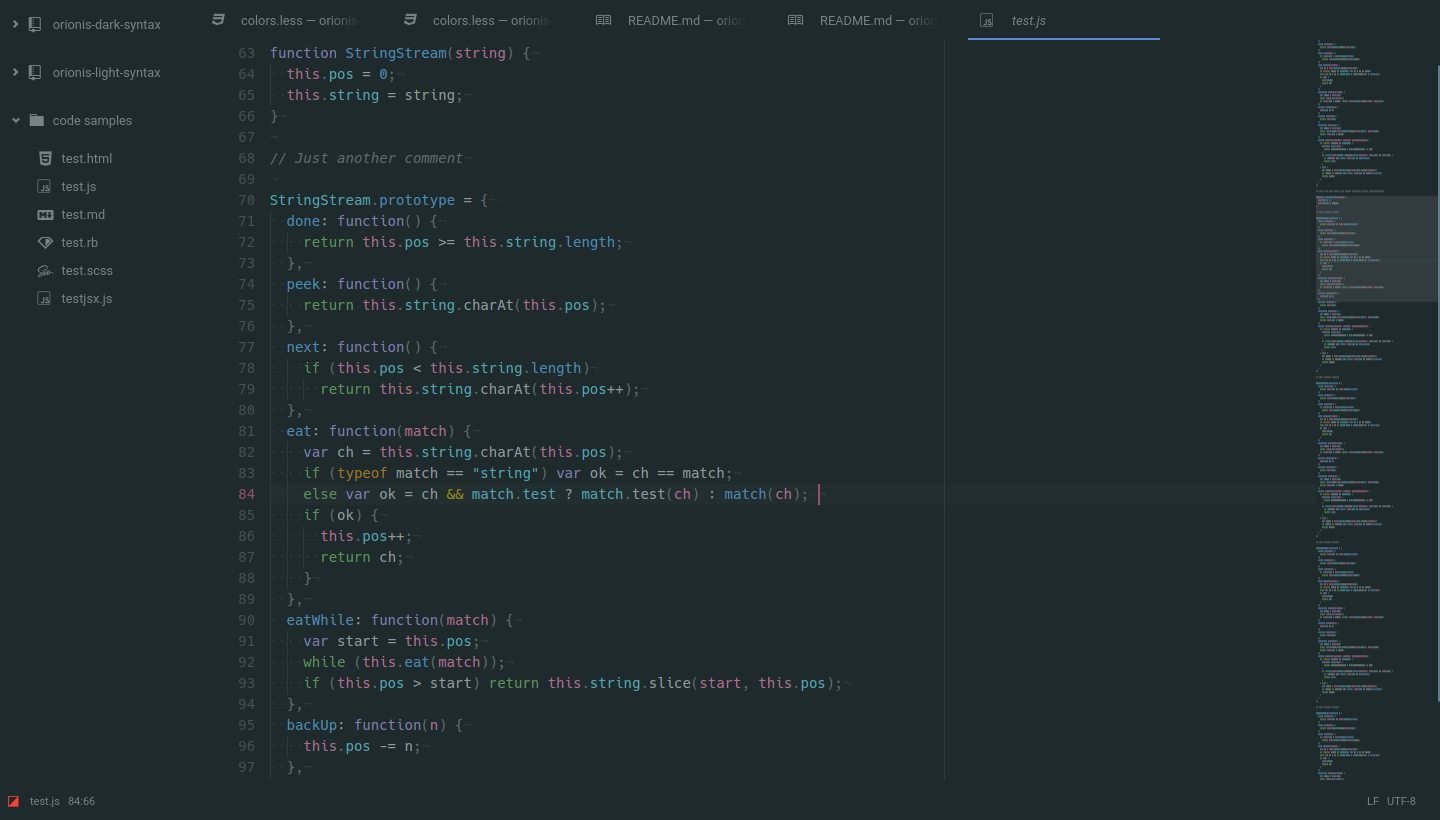 orionis-dark-syntax
orionis-light-syntax
code samples
test.html
test.js
test.md
test.rb
test.scss
testjsx.js
colors.less — orionis
colors.less — orionis
README.md — orion
README.md — orion
test.js
63 function StringStream(string) {
64 this.pos = 0;
65 this.string = string;
66 }
67
68 // Just another comment
69
70 StringStream.prototype = {
71 done: function() {
72 return this.pos >= this.string.length;
73 },
74 peek: function() {
75 return this.string.charAt(this.pos);
76 },
77 next: function() {
78 if (this.pos < this.string.length)
79 return this.string.charAt(this.pos++);
80 },
81 eat: function(match) {
82 var ch = this.string.charAt(this.pos);
83 if (typeof match == "string") var ok = ch == match;
84 else var ok = ch && match.test ? match.test(ch) : match(ch);
85 if (ok) {
86 this.pos++;
87 return ch;
88 }
89 },
90 eatWhile: function(match) {
91 var start = this.pos;
92 while (this.eat(match));
93 if (this.pos > start) return this.string.slice(start, this.pos);
94 },
95 backUp: function(n) {
96 this.pos -= n;
97 },
test.js 84:66
LF UTF-8